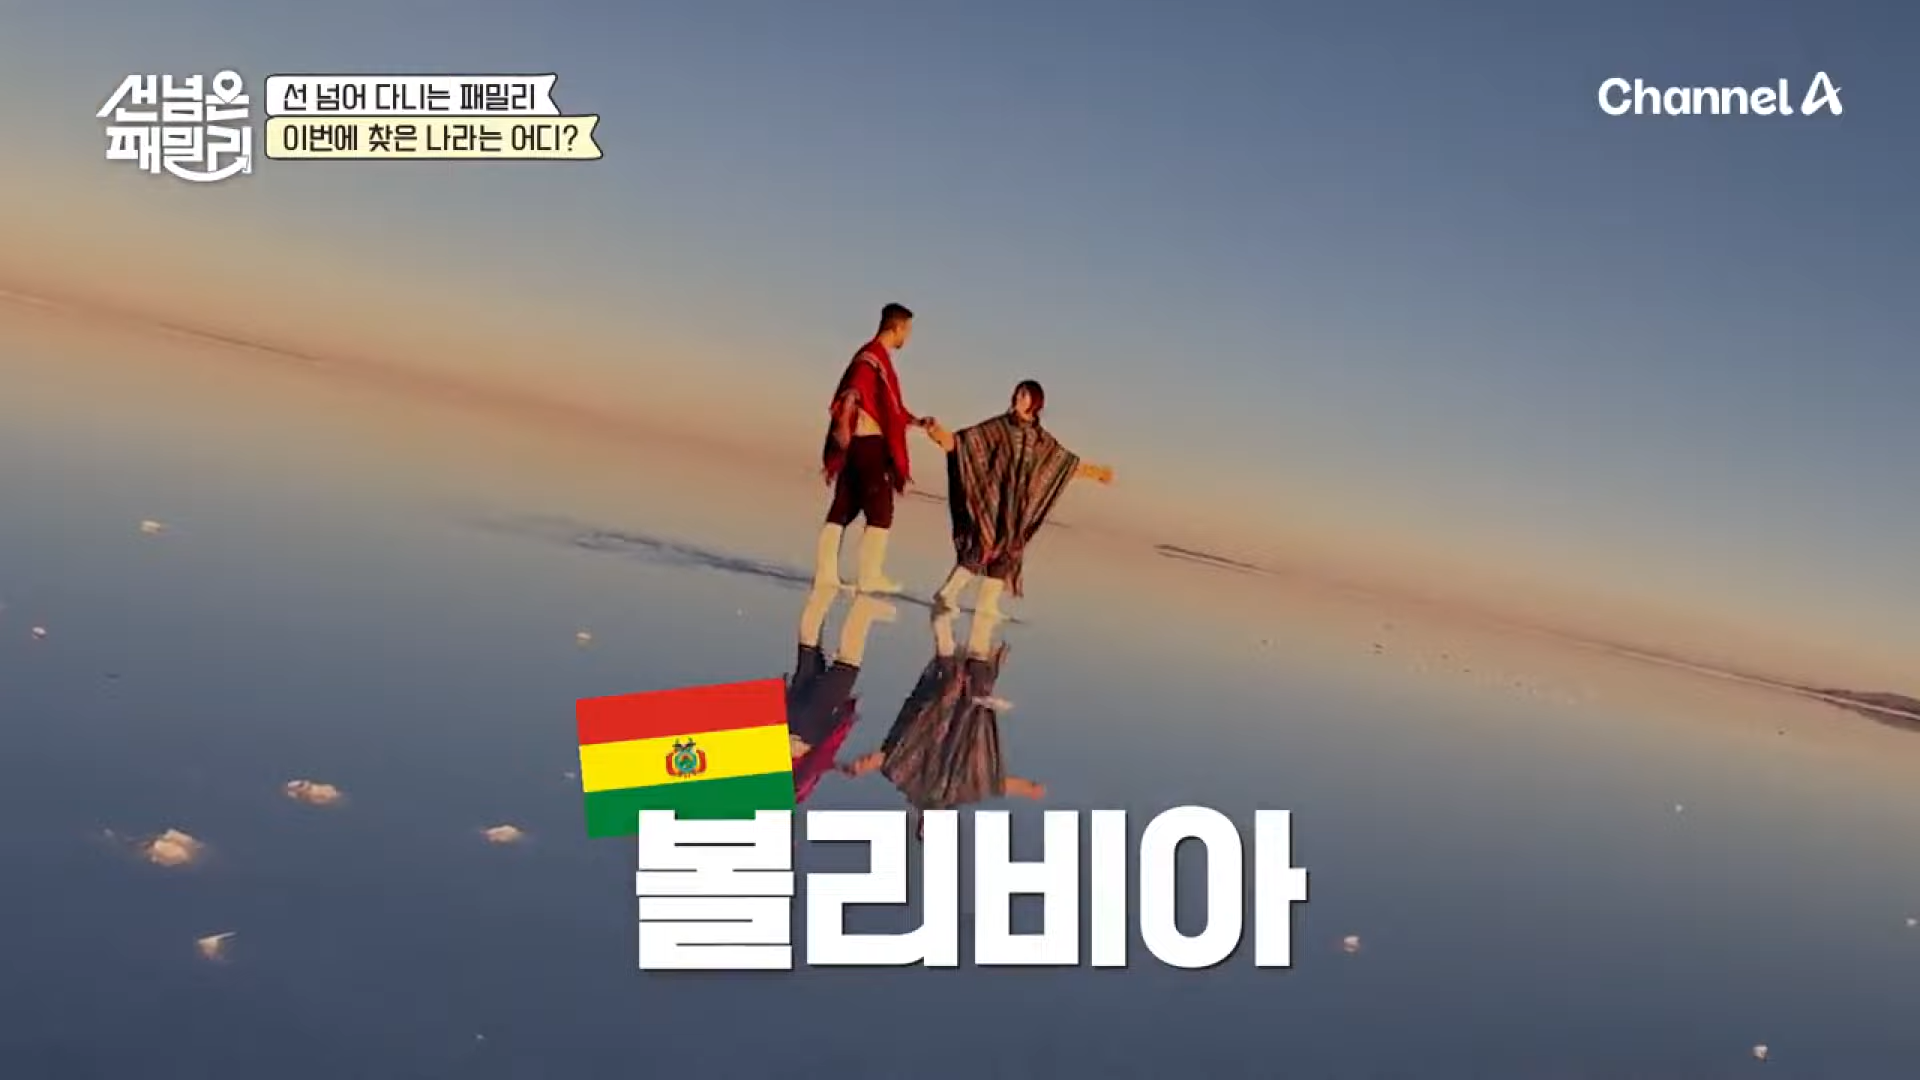 선넘은
패밀리
선 넘어 다니는 패밀리
이번에 찾은 나라는 어디?
Channel A
볼리비아